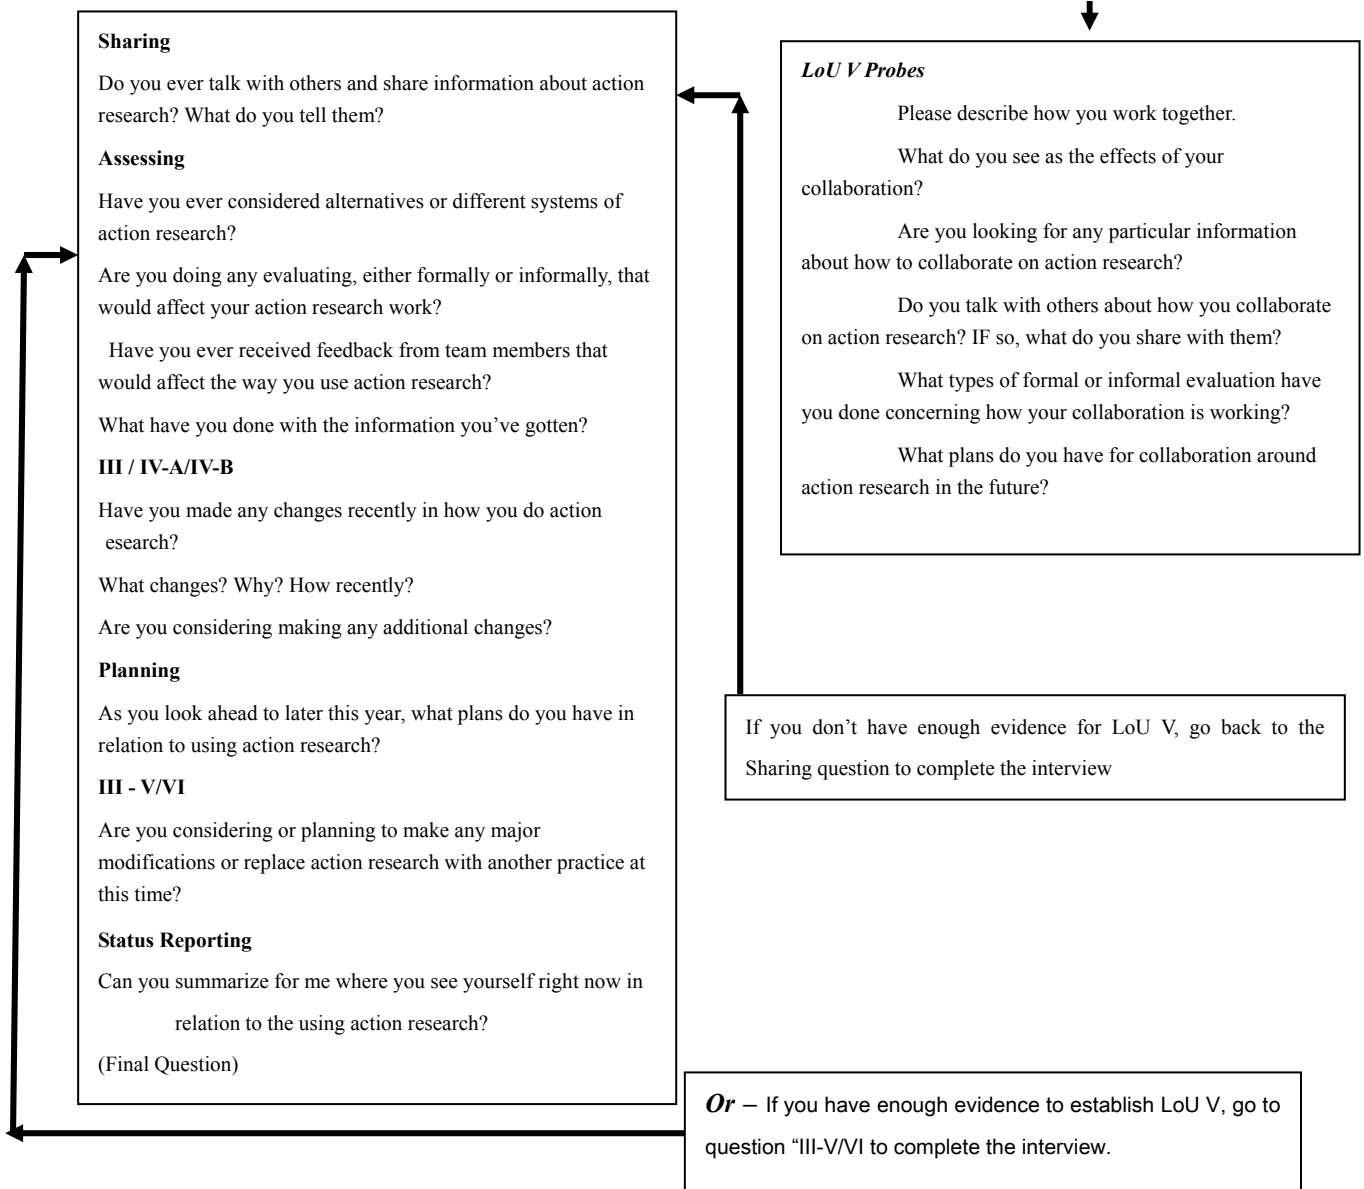 Sharing
Do you ever talk with others and share information about action
research? What do you tell them?
Assessing
Have you ever considered alternatives or different systems of
action research?
Are you doing any evaluating, either formally or informally, that
would affect your action research work?
Have you ever received feedback from team members that
would affect the way you use action research?
What have you done with the information you’ve gotten?
III / IV-A/IV-B
Have you made any changes recently in how you do action
esearch?
What changes? Why? How recently?
Are you considering making any additional changes?
Planning
As you look ahead to later this year, what plans do you have in
relation to using action research?
III - V/VI
Are you considering or planning to make any major
modifications or replace action research with another practice at
this time?
Status Reporting
Can you summarize for me where you see yourself right now in
relation to the using action research?
(Final Question)
LoU V Probes
Please describe how you work together.
What do you see as the effects of your
collaboration?
Are you looking for any particular information
about how to collaborate on action research?
Do you talk with others about how you collaborate
on action research? IF so, what do you share with them?
What types of formal or informal evaluation have
you done concerning how your collaboration is working?
What plans do you have for collaboration around
action research in the future?
If you don’t have enough evidence for LoU V, go back to the
Sharing question to complete the interview
Or – If you have enough evidence to establish LoU V, go to
question “III-V/VI to complete the interview.